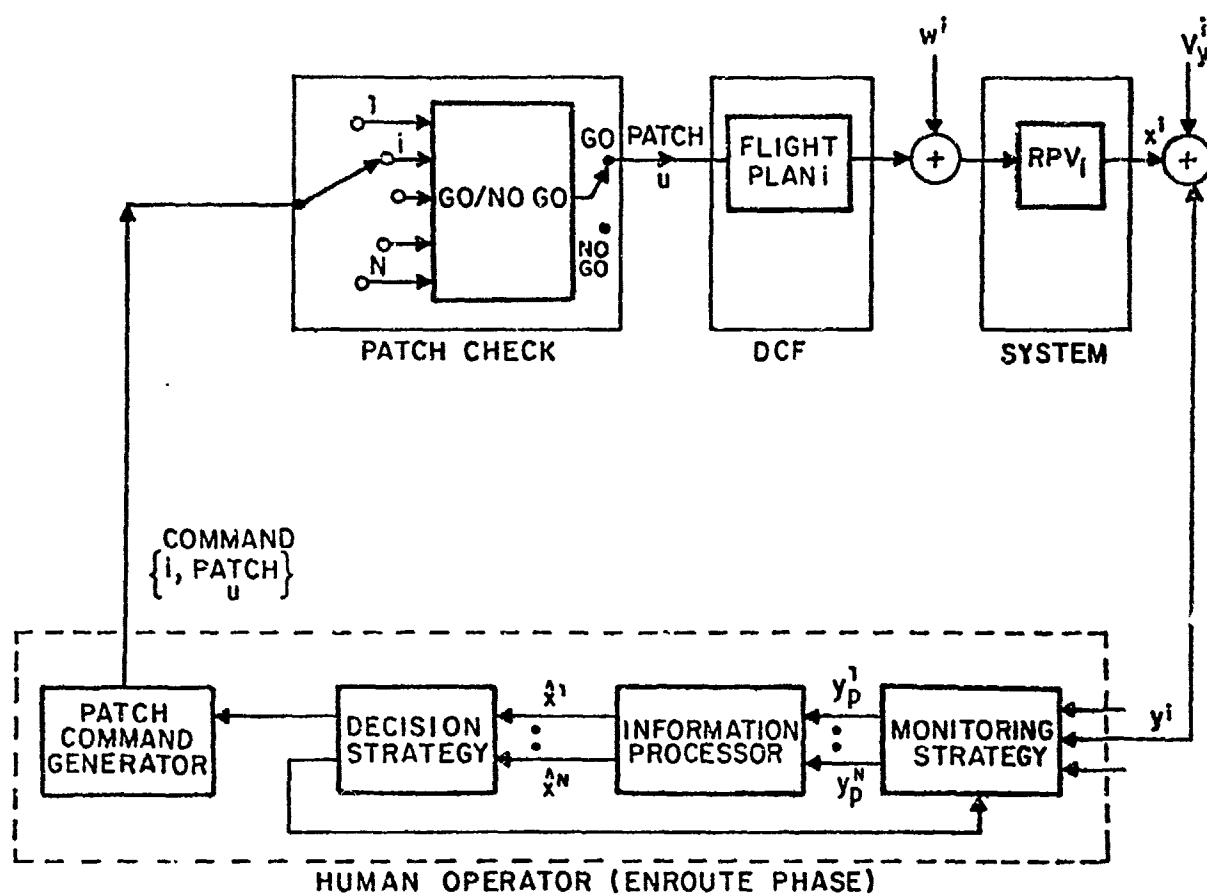 w^i
V_y^i
1
i
N
GO/NO GO
GO
NO
GO
PATCH
u
FLIGHT
PLAN i
+
RPV_i
x^i
+
PATCH CHECK
DCF
SYSTEM
COMMAND
{i, PATCH}
u
PATCH
COMMAND
GENERATOR
DECISION
STRATEGY
x̂^1
x̂^N
INFORMATION
PROCESSOR
y_p^1
y_p^N
MONITORING
STRATEGY
y^i
HUMAN OPERATOR (ENROUTE PHASE)